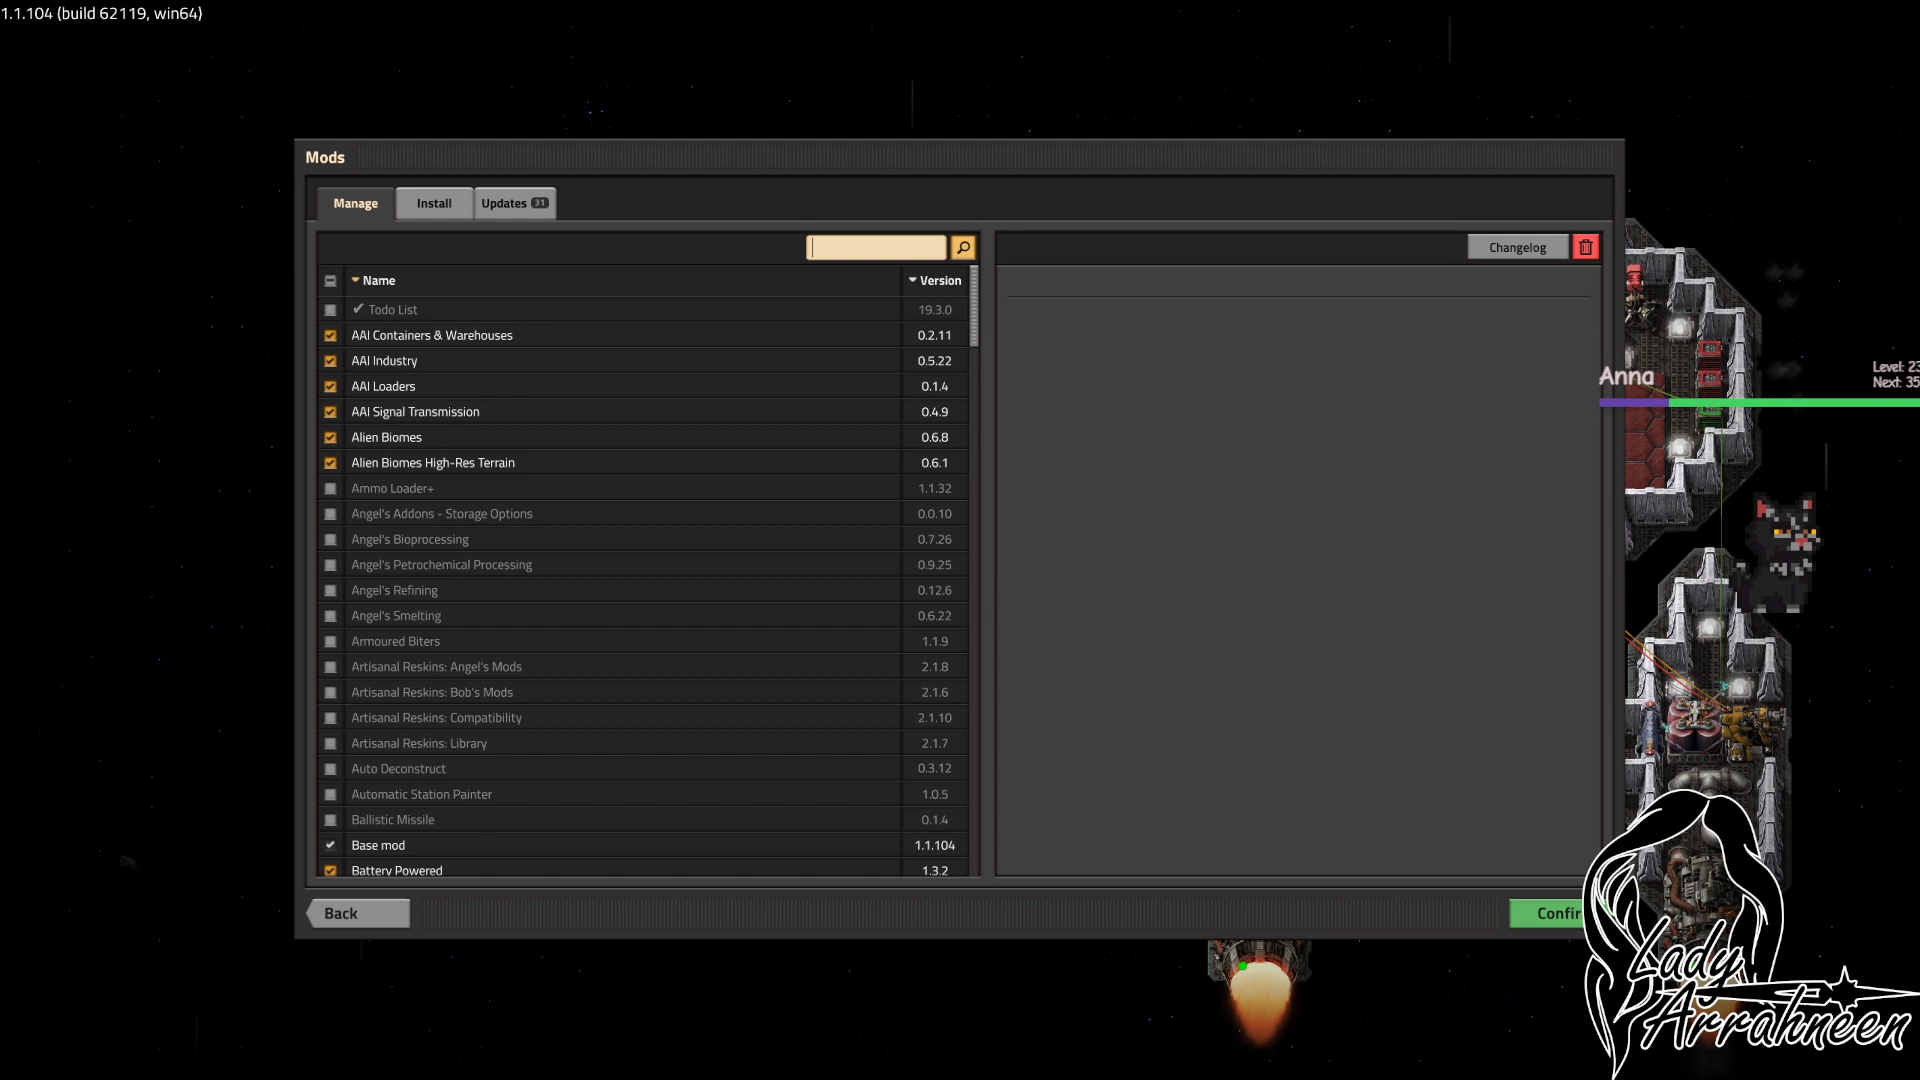 1.1.104 (build 62119, win64)
Mods
Manage Install Updates 31
Changelog
Name Version
✔ Todo List 19.3.0
AAI Containers & Warehouses 0.2.11
AAI Industry 0.5.22
AAI Loaders 0.1.4
AAI Signal Transmission 0.4.9
Alien Biomes 0.6.8
Alien Biomes High-Res Terrain 0.6.1
Ammo Loader+ 1.1.32
Angel's Addons - Storage Options 0.0.10
Angel's Bioprocessing 0.7.26
Angel's Petrochemical Processing 0.9.25
Angel's Refining 0.12.6
Angel's Smelting 0.6.22
Armoured Biters 1.1.9
Artisanal Reskins: Angel's Mods 2.1.8
Artisanal Reskins: Bob's Mods 2.1.6
Artisanal Reskins: Compatibility 2.1.10
Artisanal Reskins: Library 2.1.7
Auto Deconstruct 0.3.12
Automatic Station Painter 1.0.5
Ballistic Missile 0.1.4
Base mod 1.1.104
Battery Powered 1.3.2
Back
Confir
Anna
Level: 23
Next: 35
Lady
Arrahneen